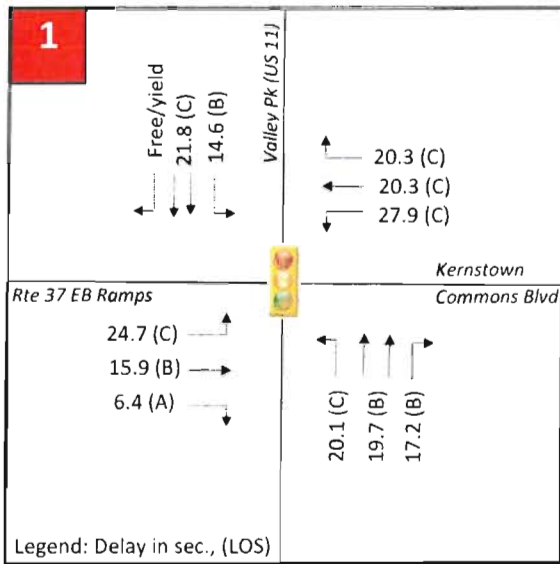 1
Free/yield
21.8 (C)
14.6 (B)
Valley Pk (US 11)
20.3 (C)
20.3 (C)
27.9 (C)
Kernstown
Commons Blvd
Rte 37 EB Ramps
24.7 (C)
15.9 (B)
6.4 (A)
20.1 (C)
19.7 (B)
17.2 (B)
Legend: Delay in sec., (LOS)